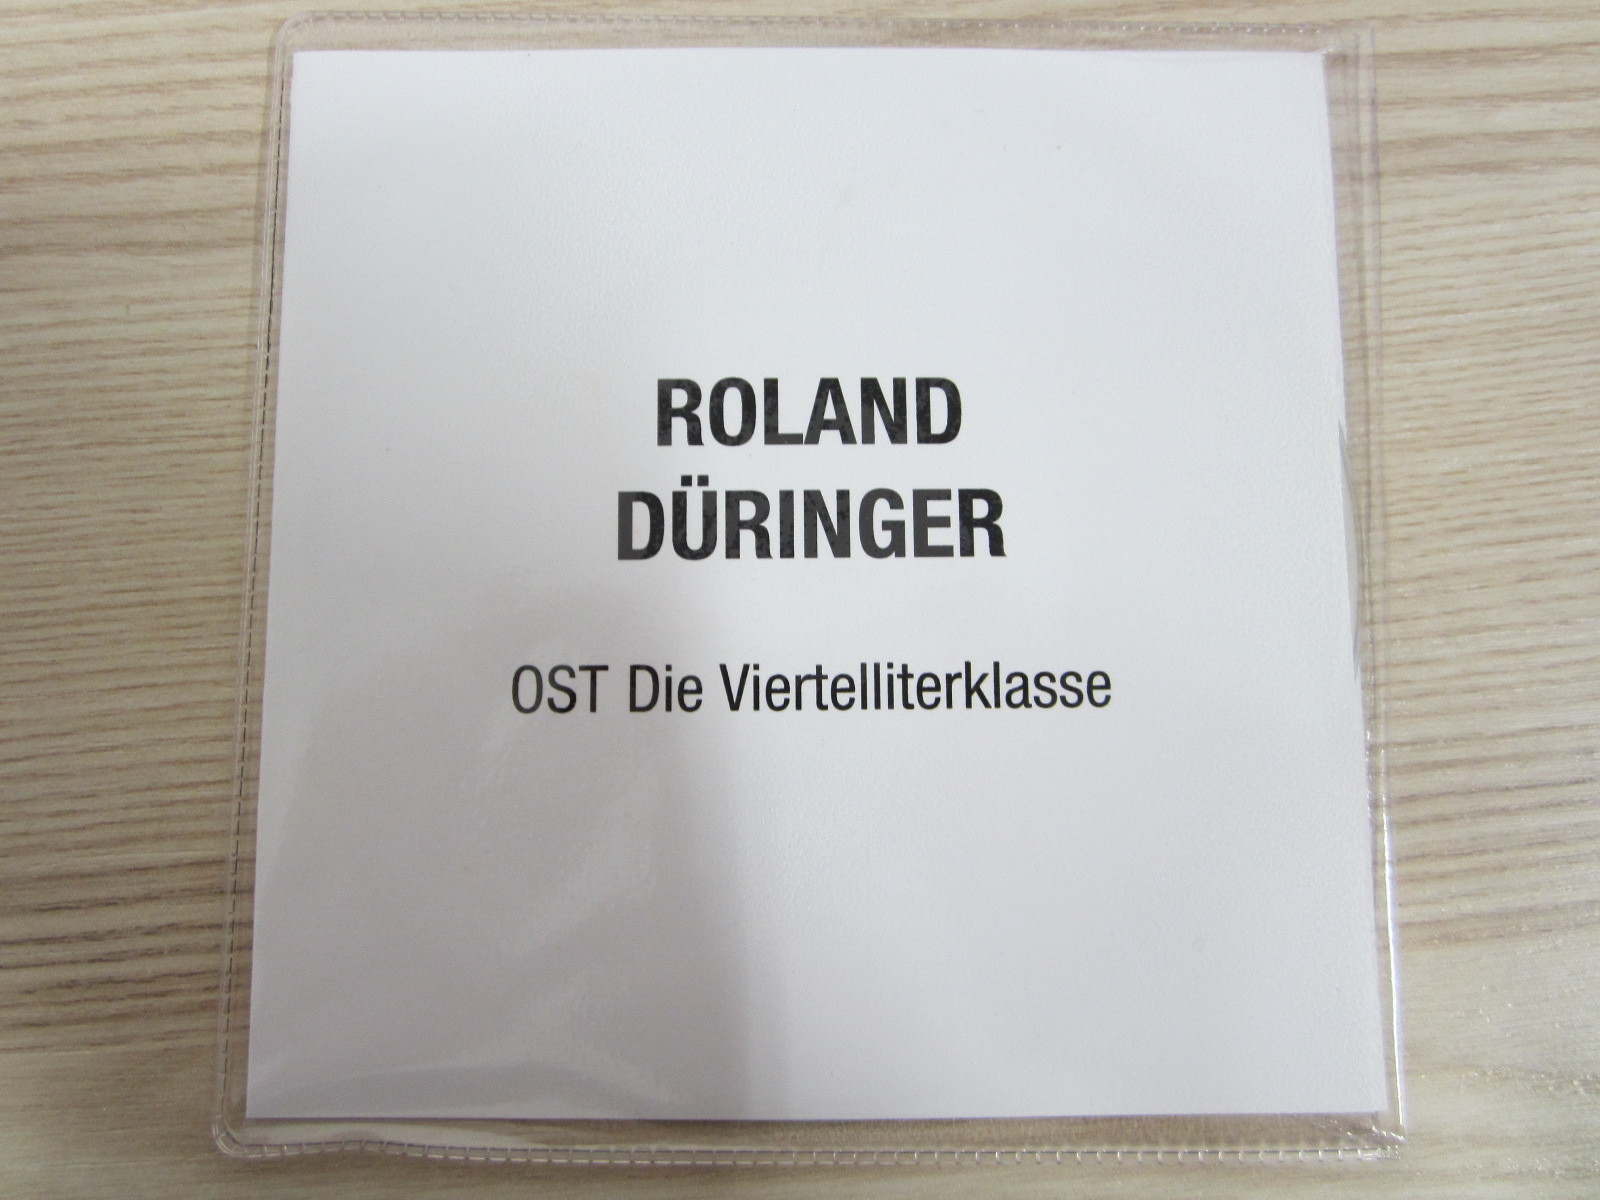 ROLAND
DÜRINGER
OST Die Viertelliterklasse